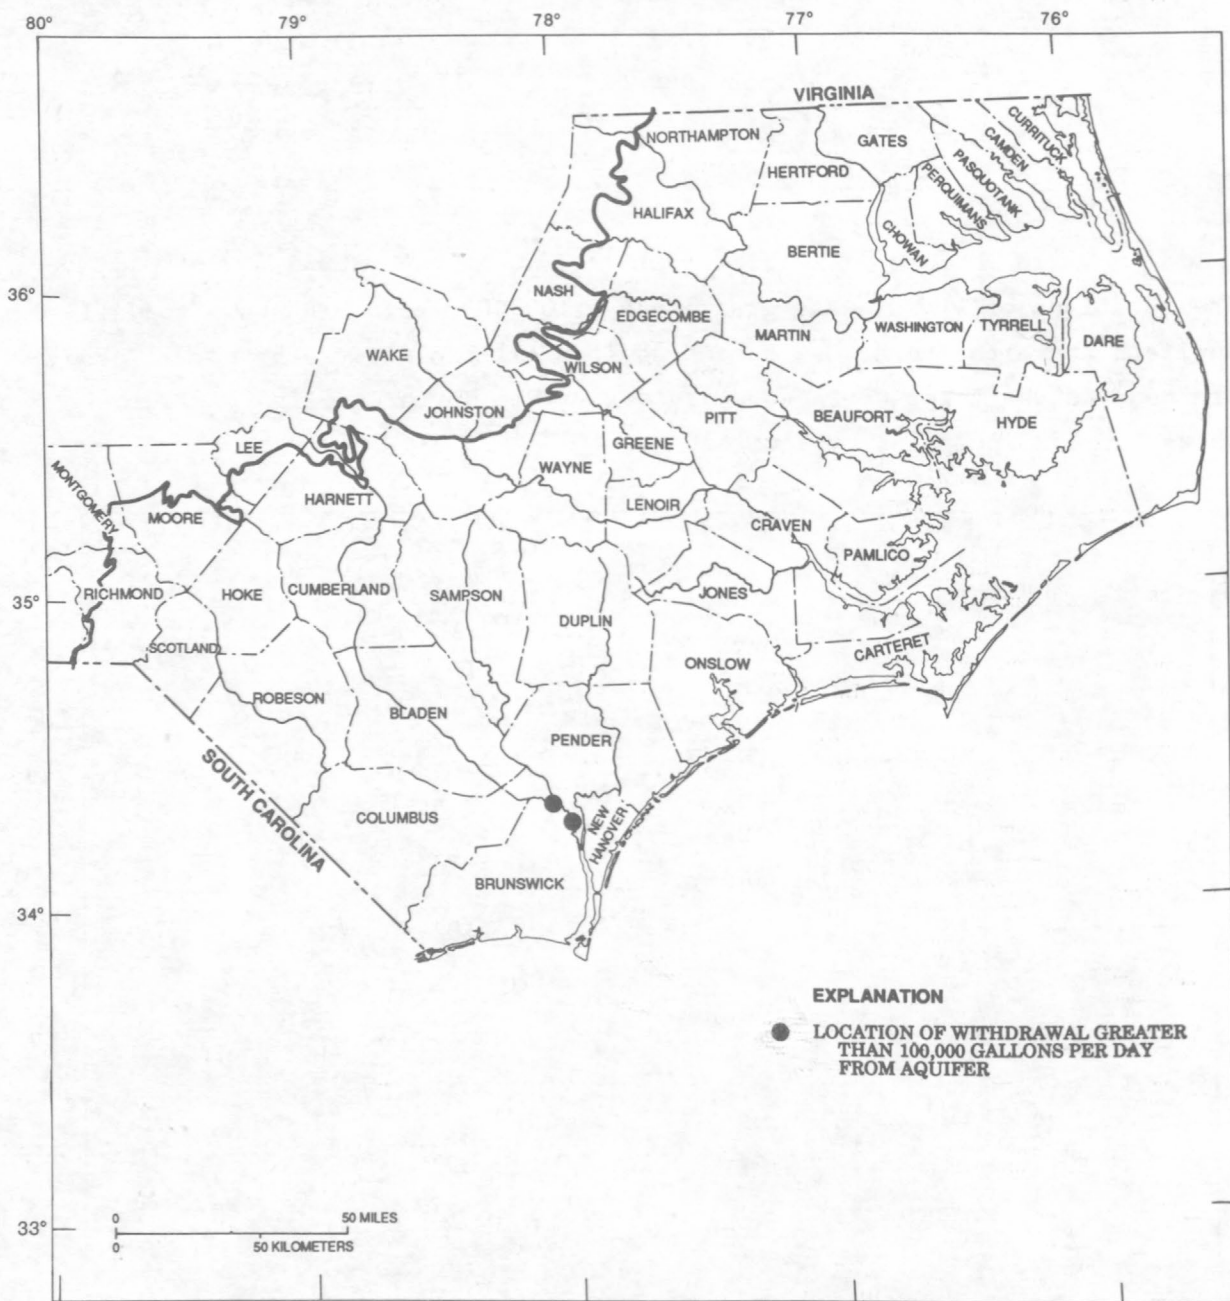 80°
79°
78°
77°
76°
VIRGINIA
NORTHAMPTON
GATES
CURRITUCK
CAMDEN
PASQUOTANK
PERQUIMANS
HERTFORD
HALIFAX
CHOWAN
BERTIE
36°
NASH
EDGECOMBE
MARTIN
WASHINGTON
TYRRELL
DARE
WAKE
WILSON
JOHNSTON
PITT
BEAUFORT
HYDE
LEE
GREENE
WAYNE
MONTGOMERY
HARNETT
LENOIR
MOORE
CRAVEN
PAMLICO
35°
RICHMOND
HOKE
CUMBERLAND
SAMPSON
JONES
DUPLIN
SCOTLAND
CARTERET
ONSLOW
ROBESON
BLADEN
PENDER
SOUTH CAROLINA
COLUMBUS
NEW
HANOVER
BRUNSWICK
34°
EXPLANATION
LOCATION OF WITHDRAWAL GREATER
THAN 100,000 GALLONS PER DAY
FROM AQUIFER
0
50 MILES
33°
0
50 KILOMETERS